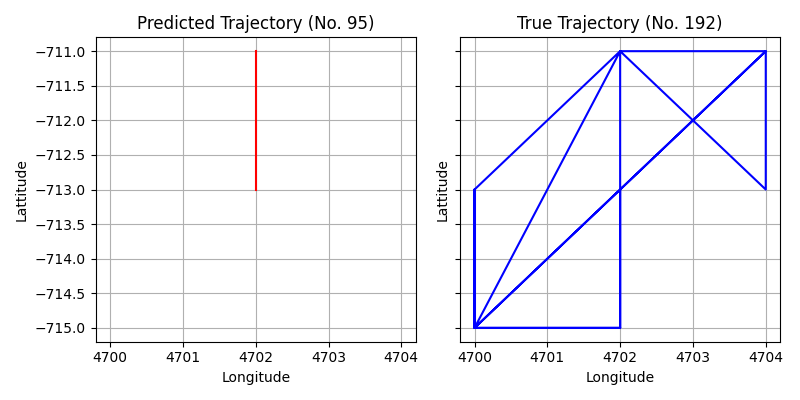 Predicted Trajectory (No. 95)
True Trajectory (No. 192)
Lattitude
−711.0
−711.5
−712.0
−712.5
−713.0
−713.5
−714.0
−714.5
−715.0
4700 4701 4702 4703 4704
Longitude
Lattitude
4700 4701 4702 4703 4704
Longitude